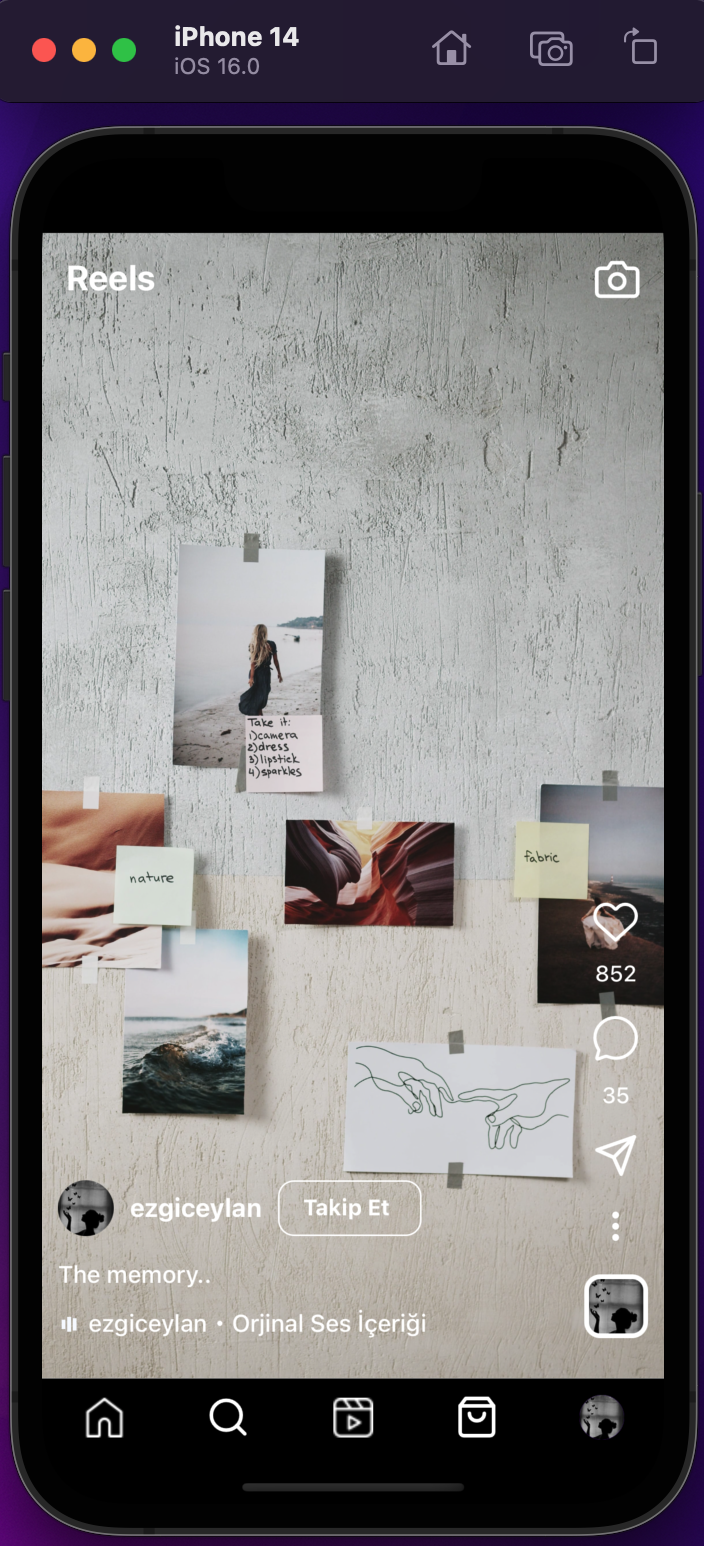 iPhone 14
iOS 16.0
Reels
Take it:
1)camera
2)dress
3)lipstick
4)sparkles
nature
fabric
852
35
ezgiceylan
Takip Et
The memory..
ezgiceylan • Orjinal Ses İçeriği